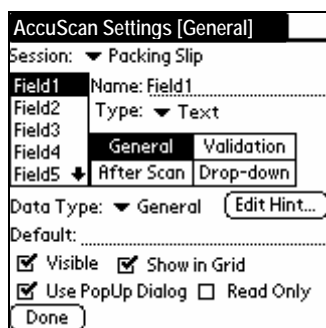 AccuScan Settings [General]
Session: Packing Slip
Field1 Name: Field1
Field2 Type: Text
Field3
Field4 General Validation
Field5 After Scan Drop-down
Data Type: General Edit Hint...
Default:
Visible Show in Grid
Use PopUp Dialog Read Only
Done